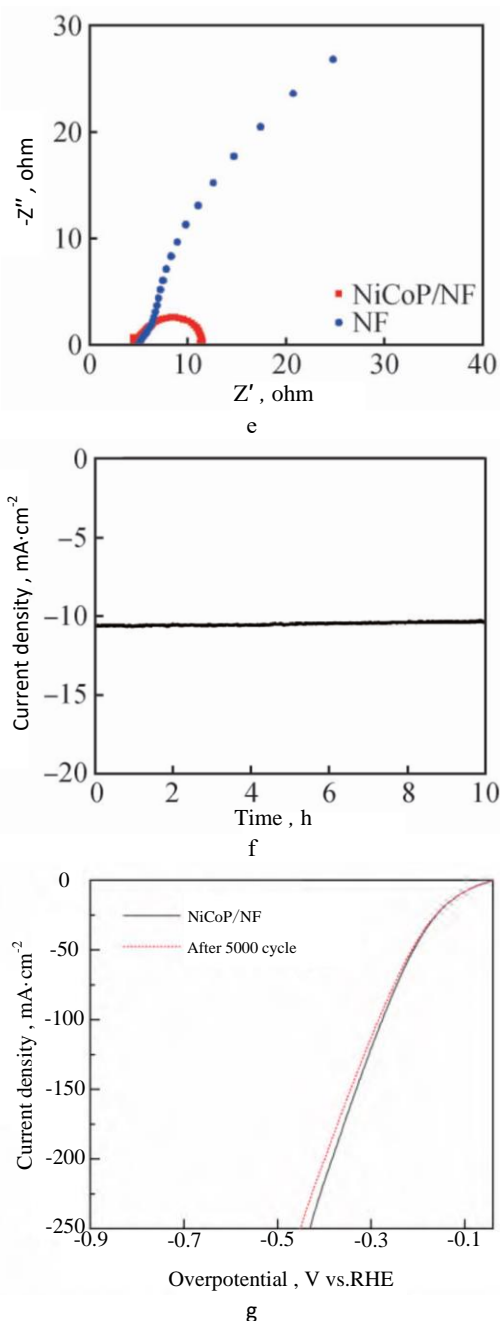 30
20
10
0
-Z″ , ohm
NiCoP/NF
NF
0 10 20 30 40
Z′ , ohm
e
0
−5
−10
−15
−20
Current density , mA·cm-2
0 2 4 6 8 10
Time , h
f
0
-50
-100
-150
-200
-250
Current density , mA·cm-2
NiCoP/NF
After 5000 cycle
-0.9 -0.7 -0.5 -0.3 -0.1
Overpotential , V vs.RHE
g